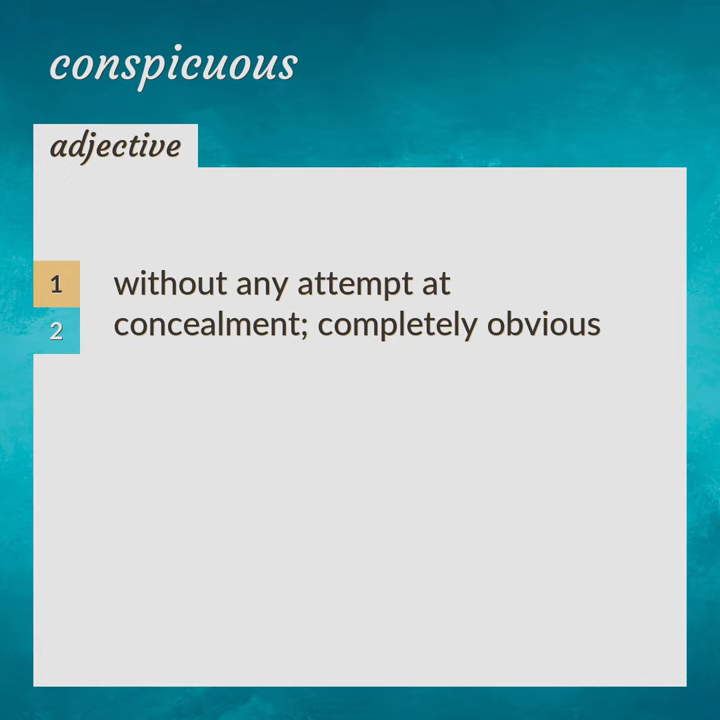 conspicuous
adjective
1
2
without any attempt at
concealment; completely obvious